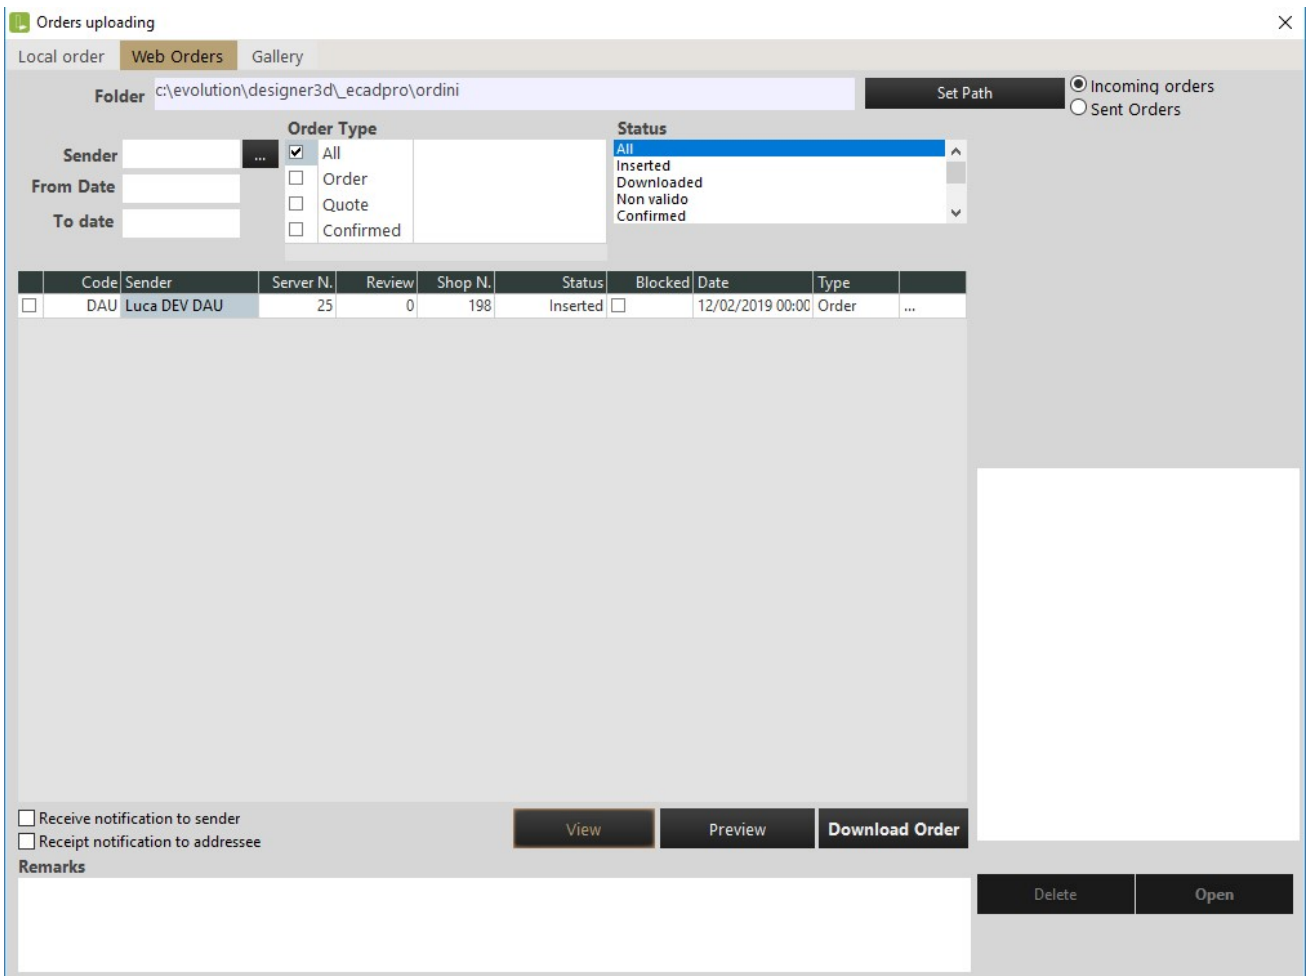 Orders uploading
Local order Web Orders Gallery
Folder c:\evolution\designer3d\_ecadpro\ordini Set Path Incoming orders
Sent Orders
Order Type Status
Sender ... All All
Inserted
From Date Order Downloaded
Quote Non valido
To date Confirmed Confirmed
Code Sender Server N. Review Shop N. Status Blocked Date Type
DAU Luca DEV DAU 25 0 198 Inserted 12/02/2019 00:00 Order ...
Receive notification to sender
View Preview Download Order
Receipt notification to addressee
Remarks
Delete Open